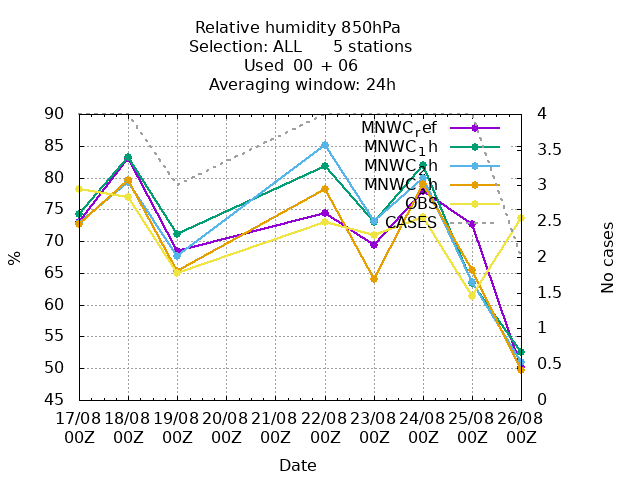 Relative humidity 850hPa
Selection: ALL 5 stations
Used 00 + 06
Averaging window: 24h
90 4
85 3.5
80 3
75 2.5
70 2
65 1.5
60 1
55 0.5
50 0
45
%
No cases
MNWCref
MNWC1h
MNWC2h
MNWC h
OBS
CASES
17/08 18/08 19/08 20/08 21/08 22/08 23/08 24/08 25/08 26/08
00Z 00Z 00Z 00Z 00Z 00Z 00Z 00Z 00Z 00Z
Date